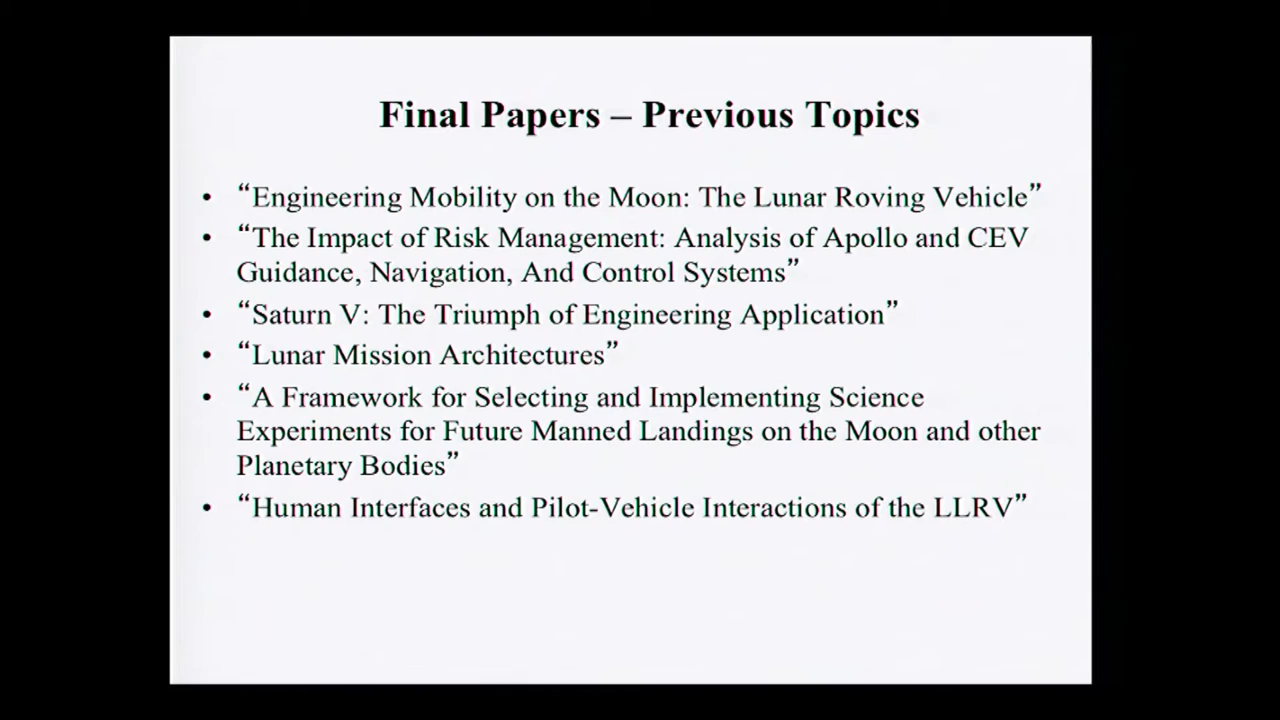 Final Papers – Previous Topics
• “Engineering Mobility on the Moon: The Lunar Roving Vehicle”
• “The Impact of Risk Management: Analysis of Apollo and CEV
Guidance, Navigation, And Control Systems”
• “Saturn V: The Triumph of Engineering Application”
• “Lunar Mission Architectures”
• “A Framework for Selecting and Implementing Science
Experiments for Future Manned Landings on the Moon and other
Planetary Bodies”
• “Human Interfaces and Pilot-Vehicle Interactions of the LLRV”